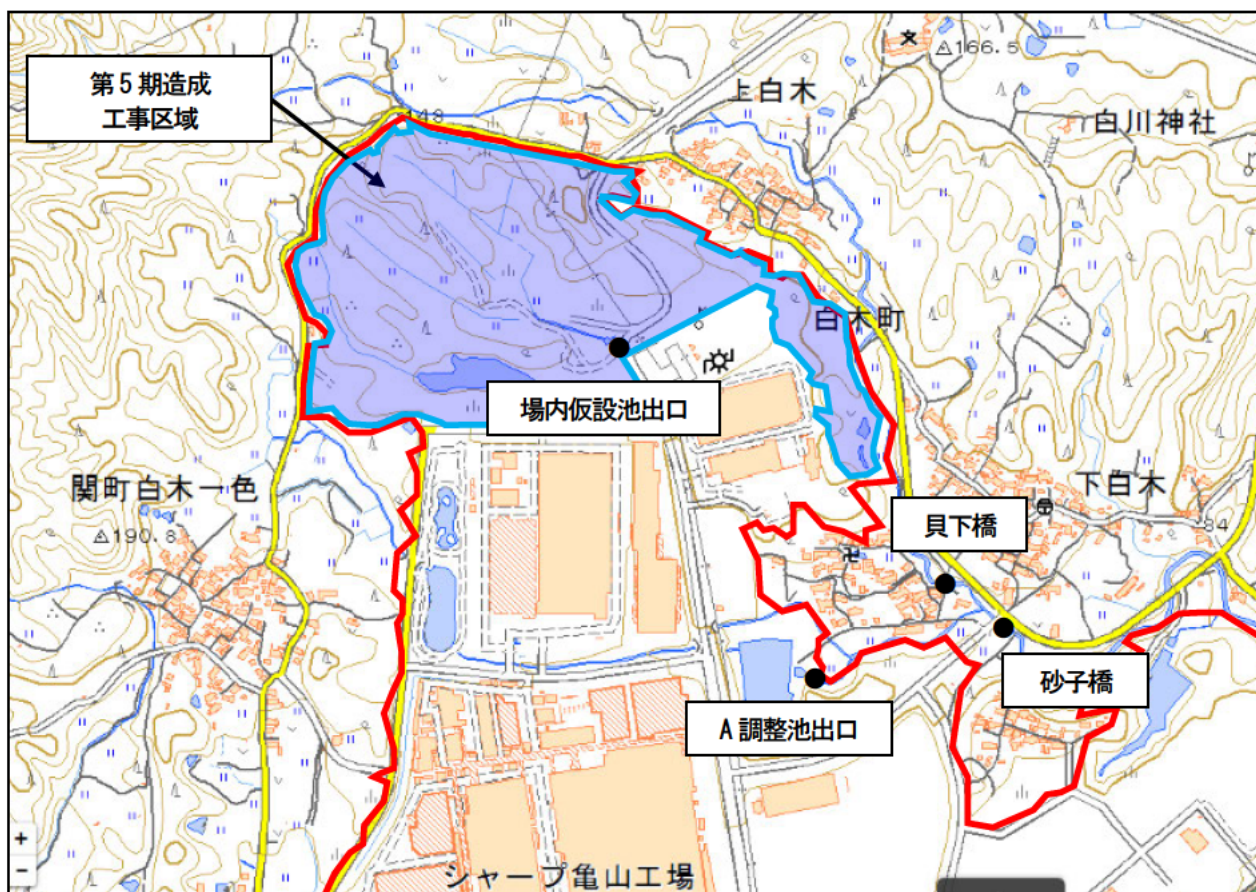 第5期造成
工事区域
148
上白木
166.5
白川神社
白木町
場内仮設池出口
関町白木一色
190.8
下白木
84
貝下橋
砂子橋
A 調整池出口
シャープ亀山工場
+
-